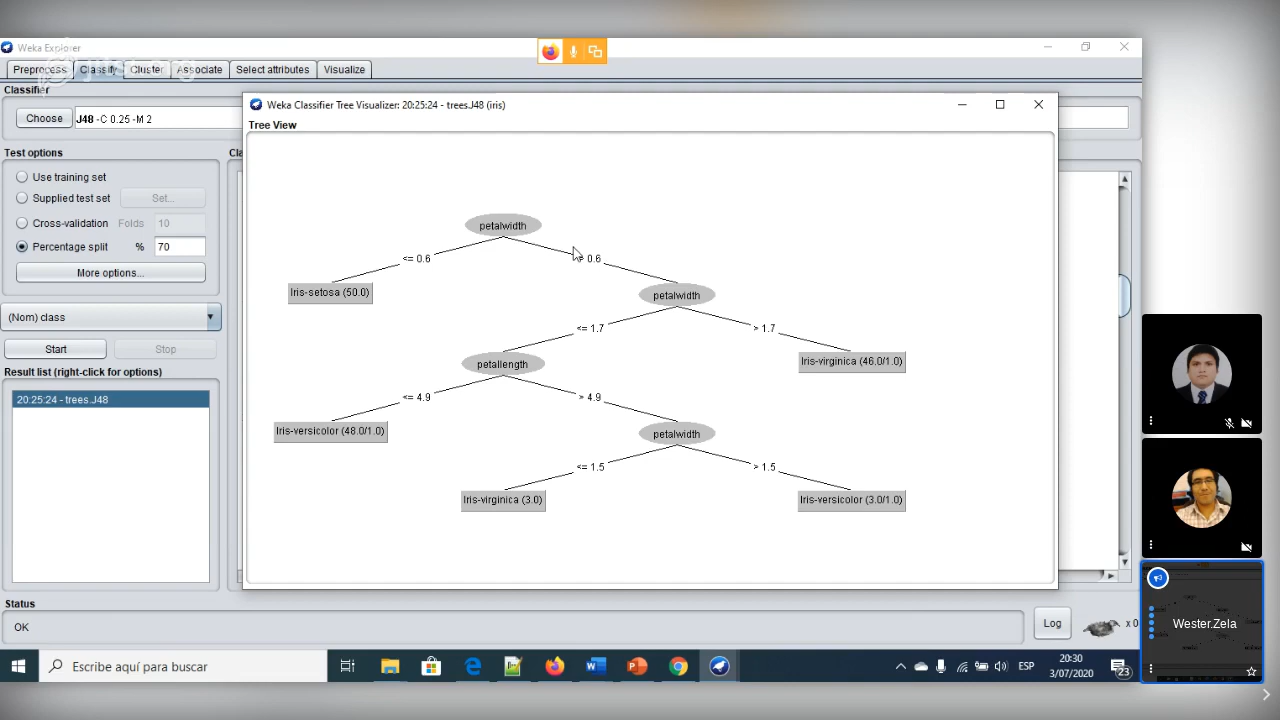 Weka Explorer
Preprocess Classify Cluster Associate Select attributes Visualize
Classifier
Choose J48 -C 0.25 -M 2
Weka Classifier Tree Visualizer: 20:25:24 - trees.J48 (iris)
Tree View
Test options
Cla
Use training set
Supplied test set Set...
Cross-validation Folds 10
Percentage split % 70
More options...
(Nom) class
Start Stop
Result list (right-click for options)
20:25:24 - trees.J48
petalwidth
<= 0.6
> 0.6
Iris-setosa (50.0)
petalwidth
<= 1.7
> 1.7
petallength
Iris-virginica (46.0/1.0)
<= 4.9
> 4.9
Iris-versicolor (48.0/1.0)
petalwidth
<= 1.5
> 1.5
Iris-virginica (3.0)
Iris-versicolor (3.0/1.0)
Status
OK
Log
x 0
Wester.Zela
Escribe aquí para buscar
ESP
20:30
3/07/2020
23